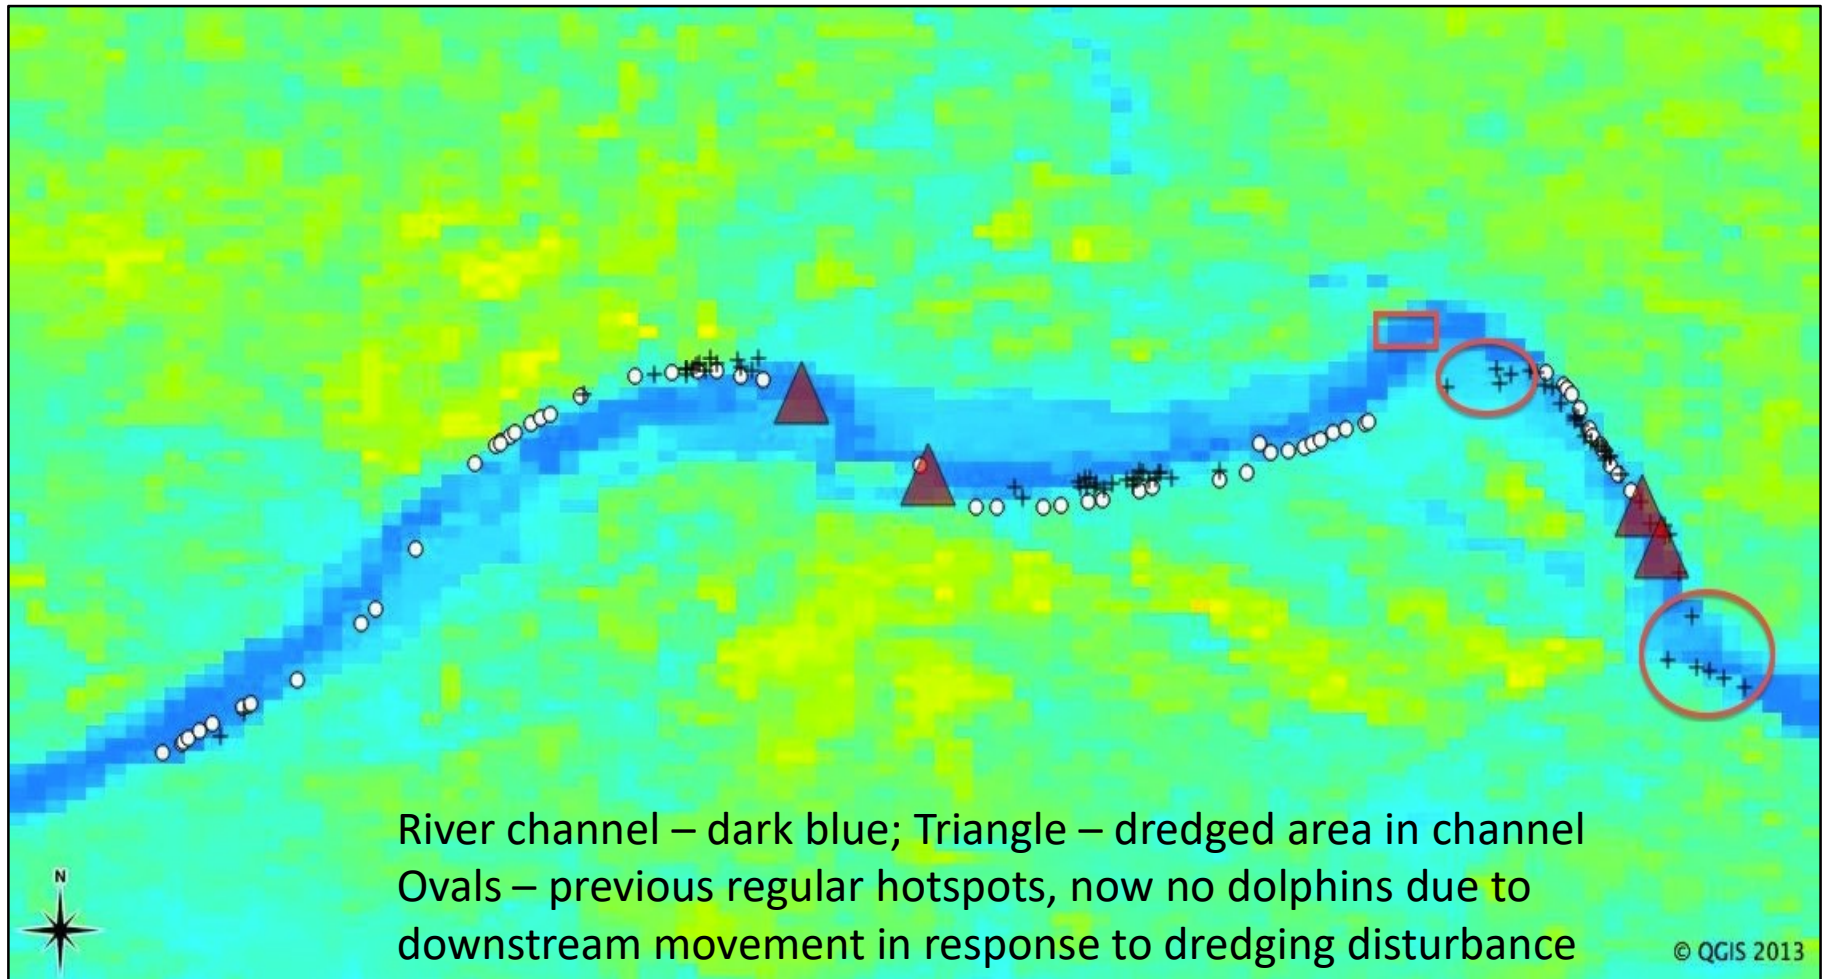 River channel – dark blue; Triangle – dredged area in channel
Ovals – previous regular hotspots, now no dolphins due to
downstream movement in response to dredging disturbance
N
© QGIS 2013